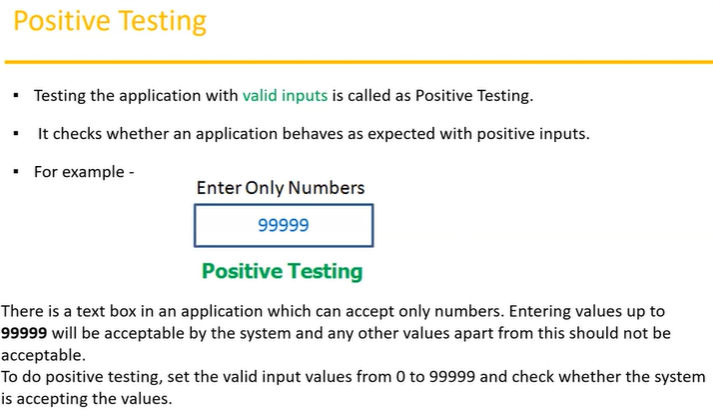 Positive Testing
▪ Testing the application with valid inputs is called as Positive Testing.
▪ It checks whether an application behaves as expected with positive inputs.
▪ For example -
Enter Only Numbers
99999
Positive Testing
There is a text box in an application which can accept only numbers. Entering values up to
99999 will be acceptable by the system and any other values apart from this should not be
acceptable.
To do positive testing, set the valid input values from 0 to 99999 and check whether the system
is accepting the values.